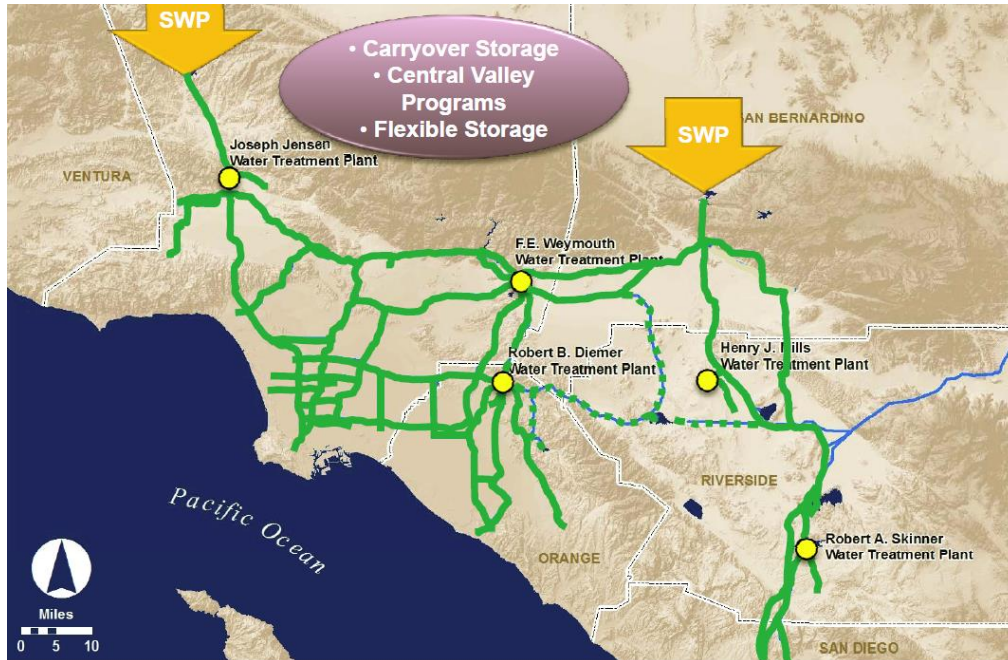 SWP
• Carryover Storage
• Central Valley
Programs
• Flexible Storage
SWP
SAN BERNARDINO
Joseph Jensen
Water Treatment Plant
VENTURA
F.E. Weymouth
Water Treatment Plant
Robert B. Diemer
Water Treatment Plant
Henry J. Mills
Water Treatment Plant
RIVERSIDE
Pacific Ocean
Robert A. Skinner
Water Treatment Plant
ORANGE
Miles
0 5 10
SAN DIEGO